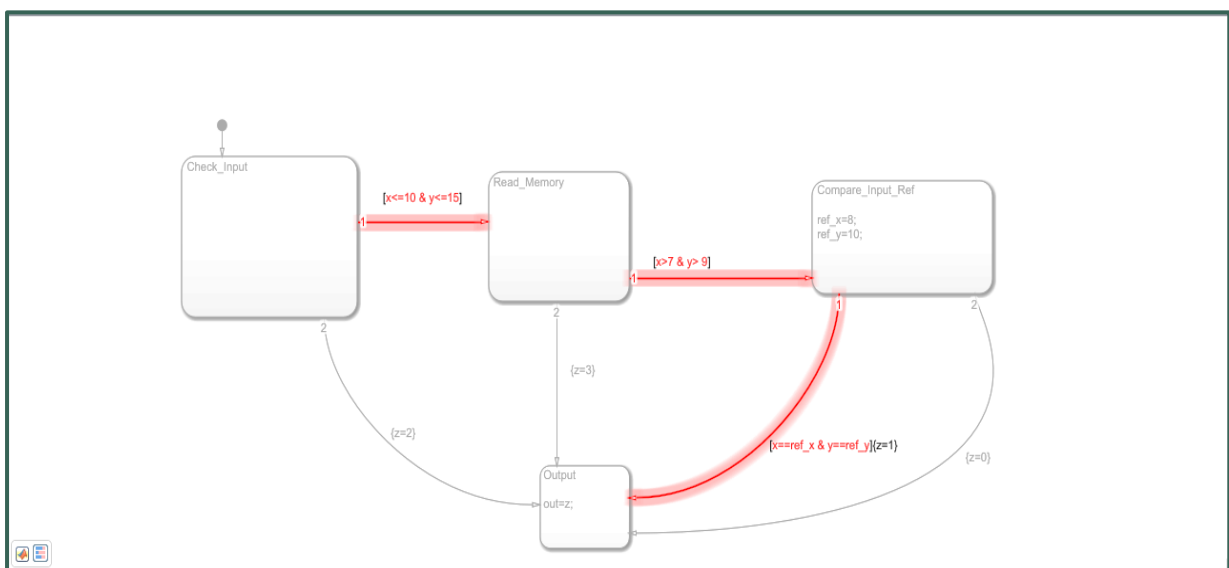 Check_Input
[x<=10 & y<=15]
1
Read_Memory
Compare_Input_Ref
ref_x=8;
ref_y=10;
[x>7 & y> 9]
1
1
2
2
2
{z=3}
{z=2}
[x==ref_x & y==ref_y]{z=1}
{z=0}
Output
out=z;